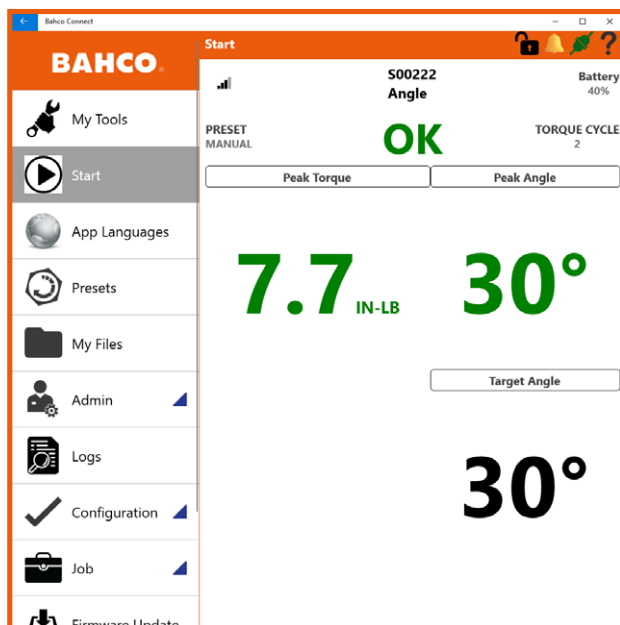 Bahco Connect
BAHCO®
Start
?
S00222
Angle
Battery
40%
PRESET
MANUAL
OK
TORQUE CYCLE
2
Peak Torque
Peak Angle
7.7 IN-LB
30°
Target Angle
30°
My Tools
Start
App Languages
Presets
My Files
Admin
Logs
Configuration
Job
Firmware Update